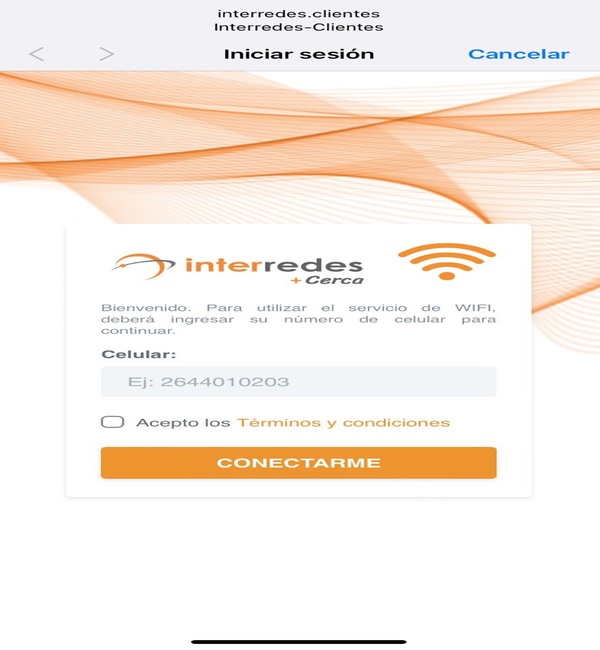 interredes.clientes
Interredes-Clientes
< > Iniciar sesión Cancelar
interredes
+ Cerca
Bienvenido. Para utilizar el servicio de WIFI,
deberá ingresar su número de celular para
continuar.
Celular:
Ej: 2644010203
Acepto los Términos y condiciones
CONECTARME